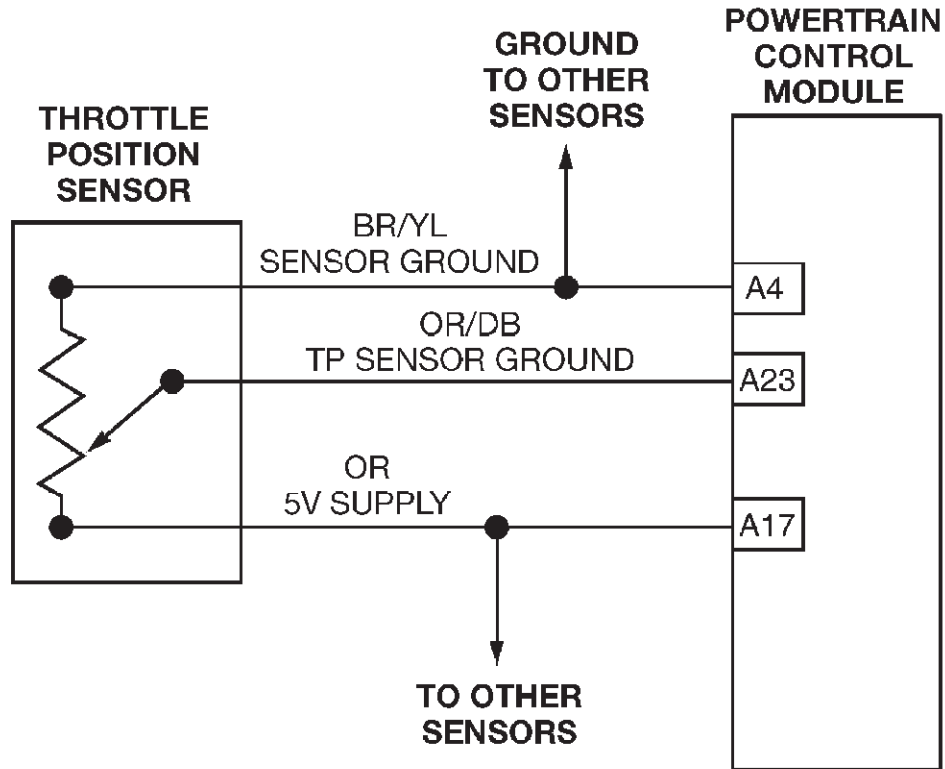 POWERTRAIN
CONTROL
MODULE
GROUND
TO OTHER
SENSORS
THROTTLE
POSITION
SENSOR
BR/YL
SENSOR GROUND
A4
OR/DB
TP SENSOR GROUND
A23
OR
5V SUPPLY
A17
TO OTHER
SENSORS